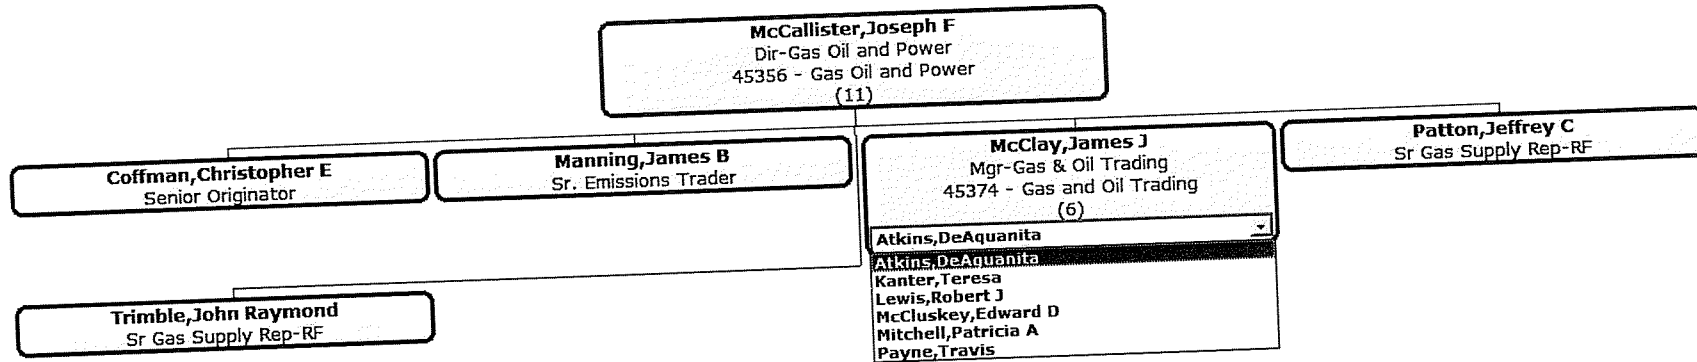 McCallister,Joseph F
Dir-Gas Oil and Power
45356 - Gas Oil and Power
(11)
Coffman,Christopher E
Senior Originator
Manning,James B
Sr. Emissions Trader
McClay,James J
Mgr-Gas & Oil Trading
45374 - Gas and Oil Trading
(6)
Atkins,DeAquanita
Atkins,DeAquanita
Kanter,Teresa
Lewis,Robert J
McCluskey,Edward D
Mitchell,Patricia A
Payne,Travis
Patton,Jeffrey C
Sr Gas Supply Rep-RF
Trimble,John Raymond
Sr Gas Supply Rep-RF